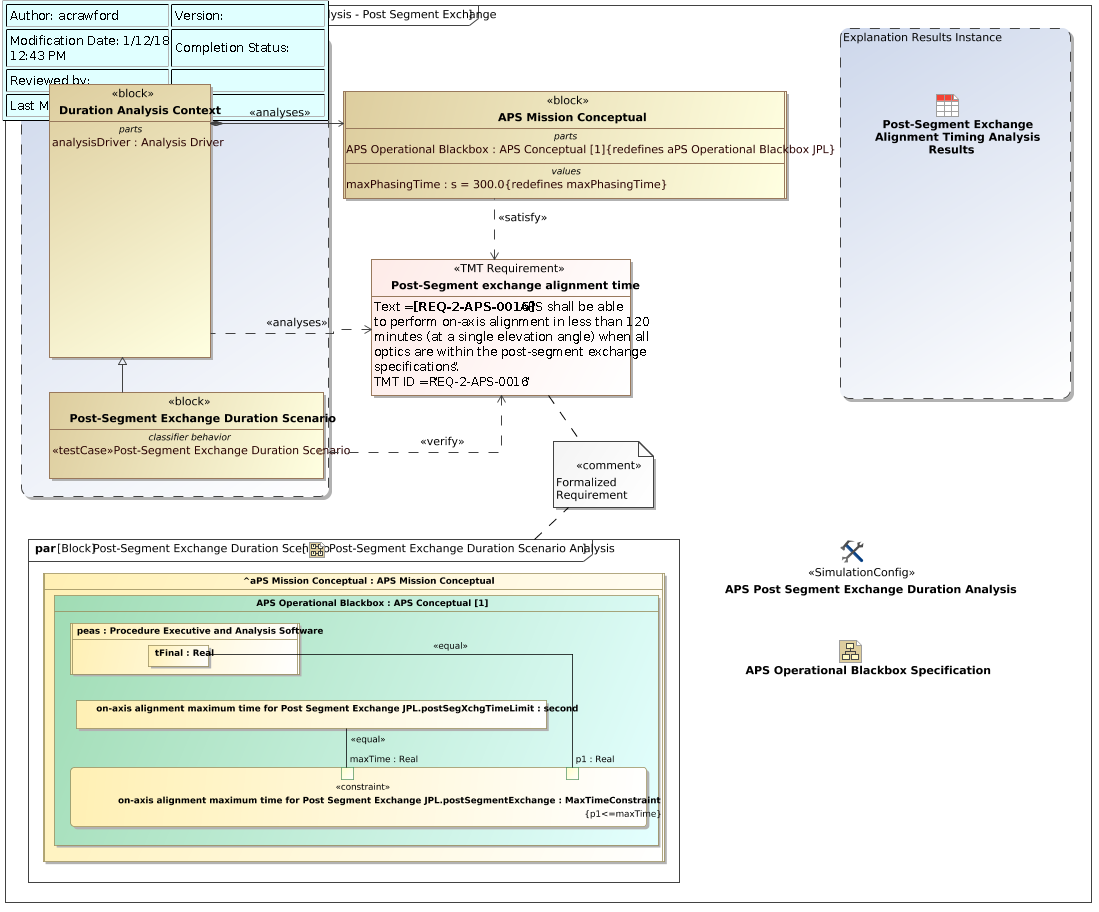 Author: acrawford
Version:
lysis - Post Segment Exchange
Modification Date: 1/12/18
12:43 PM
Completion Status:
Reviewed by:
Last M
«block»
Duration Analysis Context
parts
analysisDriver : Analysis Driver
«analyses»
«block»
APS Mission Conceptual
parts
APS Operational Blackbox : APS Conceptual [1]{redefines aPS Operational Blackbox JPL}
values
maxPhasingTime : s = 300.0{redefines maxPhasingTime}
Explanation Results Instance
Post-Segment Exchange
Alignment Timing Analysis
Results
«satisfy»
«TMT Requirement»
Post-Segment exchange alignment time
Text =[REQ-2-APS-0016] APS shall be able
to perform on-axis alignment in less than 120
minutes (at a single elevation angle) when all
optics are within the post-segment exchange
specifications".
TMT ID ="REQ-2-APS-0016"
«analyses»
«block»
Post-Segment Exchange Duration Scenario
classifier behavior
«testCase»Post-Segment Exchange Duration Scenario
«verify»
«comment»
Formalized
Requirement
par [Block] Post-Segment Exchange Duration Scenario [ Post-Segment Exchange Duration Scenario Analysis ]
^aPS Mission Conceptual : APS Mission Conceptual
APS Operational Blackbox : APS Conceptual [1]
peas : Procedure Executive and Analysis Software
tFinal : Real
«equal»
on-axis alignment maximum time for Post Segment Exchange JPL.postSegXchgTimeLimit : second
«equal»
maxTime : Real
p1 : Real
«constraint»
on-axis alignment maximum time for Post Segment Exchange JPL.postSegmentExchange : MaxTimeConstraint
{p1<=maxTime}
«SimulationConfig»
APS Post Segment Exchange Duration Analysis
APS Operational Blackbox Specification